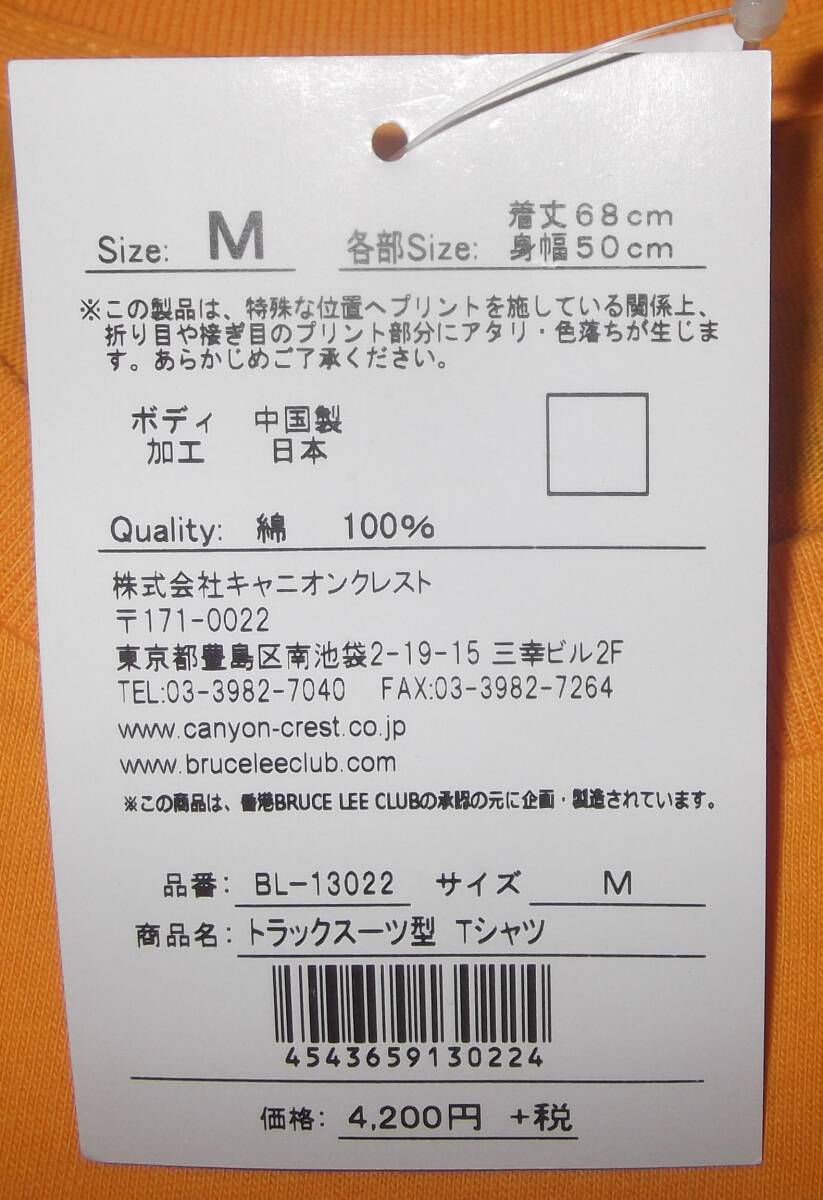 Size: M 各部Size: 着丈68cm
身幅50cm
※この製品は、特殊な位置へプリントを施している関係上、
折り目や接ぎ目のプリント部分にアタリ・色落ちが生じま
す。あらかじめご了承ください。
ボディ 中国製
加工 日本
Quality: 綿 100%
株式会社キャニオンクレスト
〒171-0022
東京都豊島区南池袋2-19-15 三幸ビル2F
TEL:03-3982-7040 FAX:03-3982-7264
www.canyon-crest.co.jp
www.bruceleeclub.com
※この商品は、香港BRUCE LEE CLUBの承認の元に企画・製造されています。
品番: BL-13022 サイズ M
商品名: トラックスーツ型 Tシャツ
4543659130224
価格: 4,200円 +税